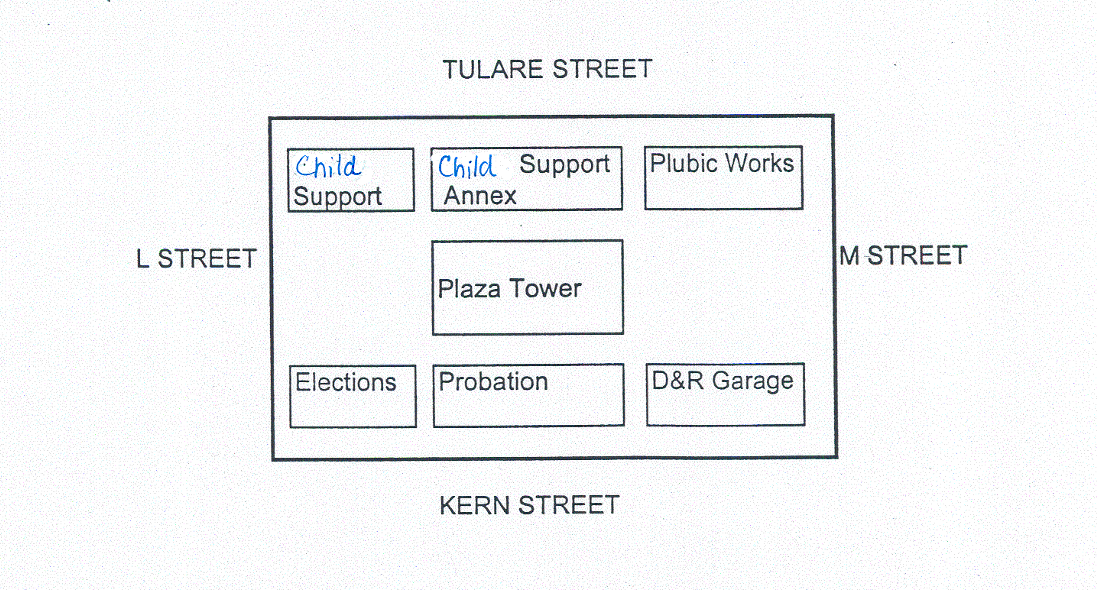 TULARE STREET
Child Support
Child Support Annex
Plubic Works
L STREET
M STREET
Plaza Tower
Elections
Probation
D&R Garage
KERN STREET